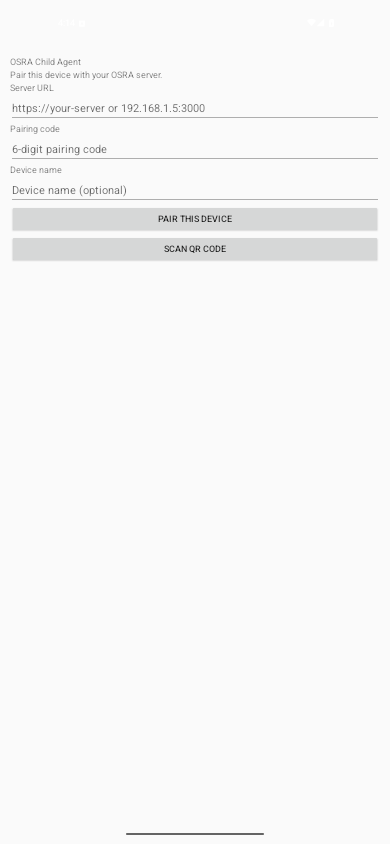 OSRA Child Agent
Pair this device with your OSRA server.
Server URL
https://your-server or 192.168.1.5:3000
Pairing code
6-digit pairing code
Device name
Device name (optional)
PAIR THIS DEVICE
SCAN QR CODE